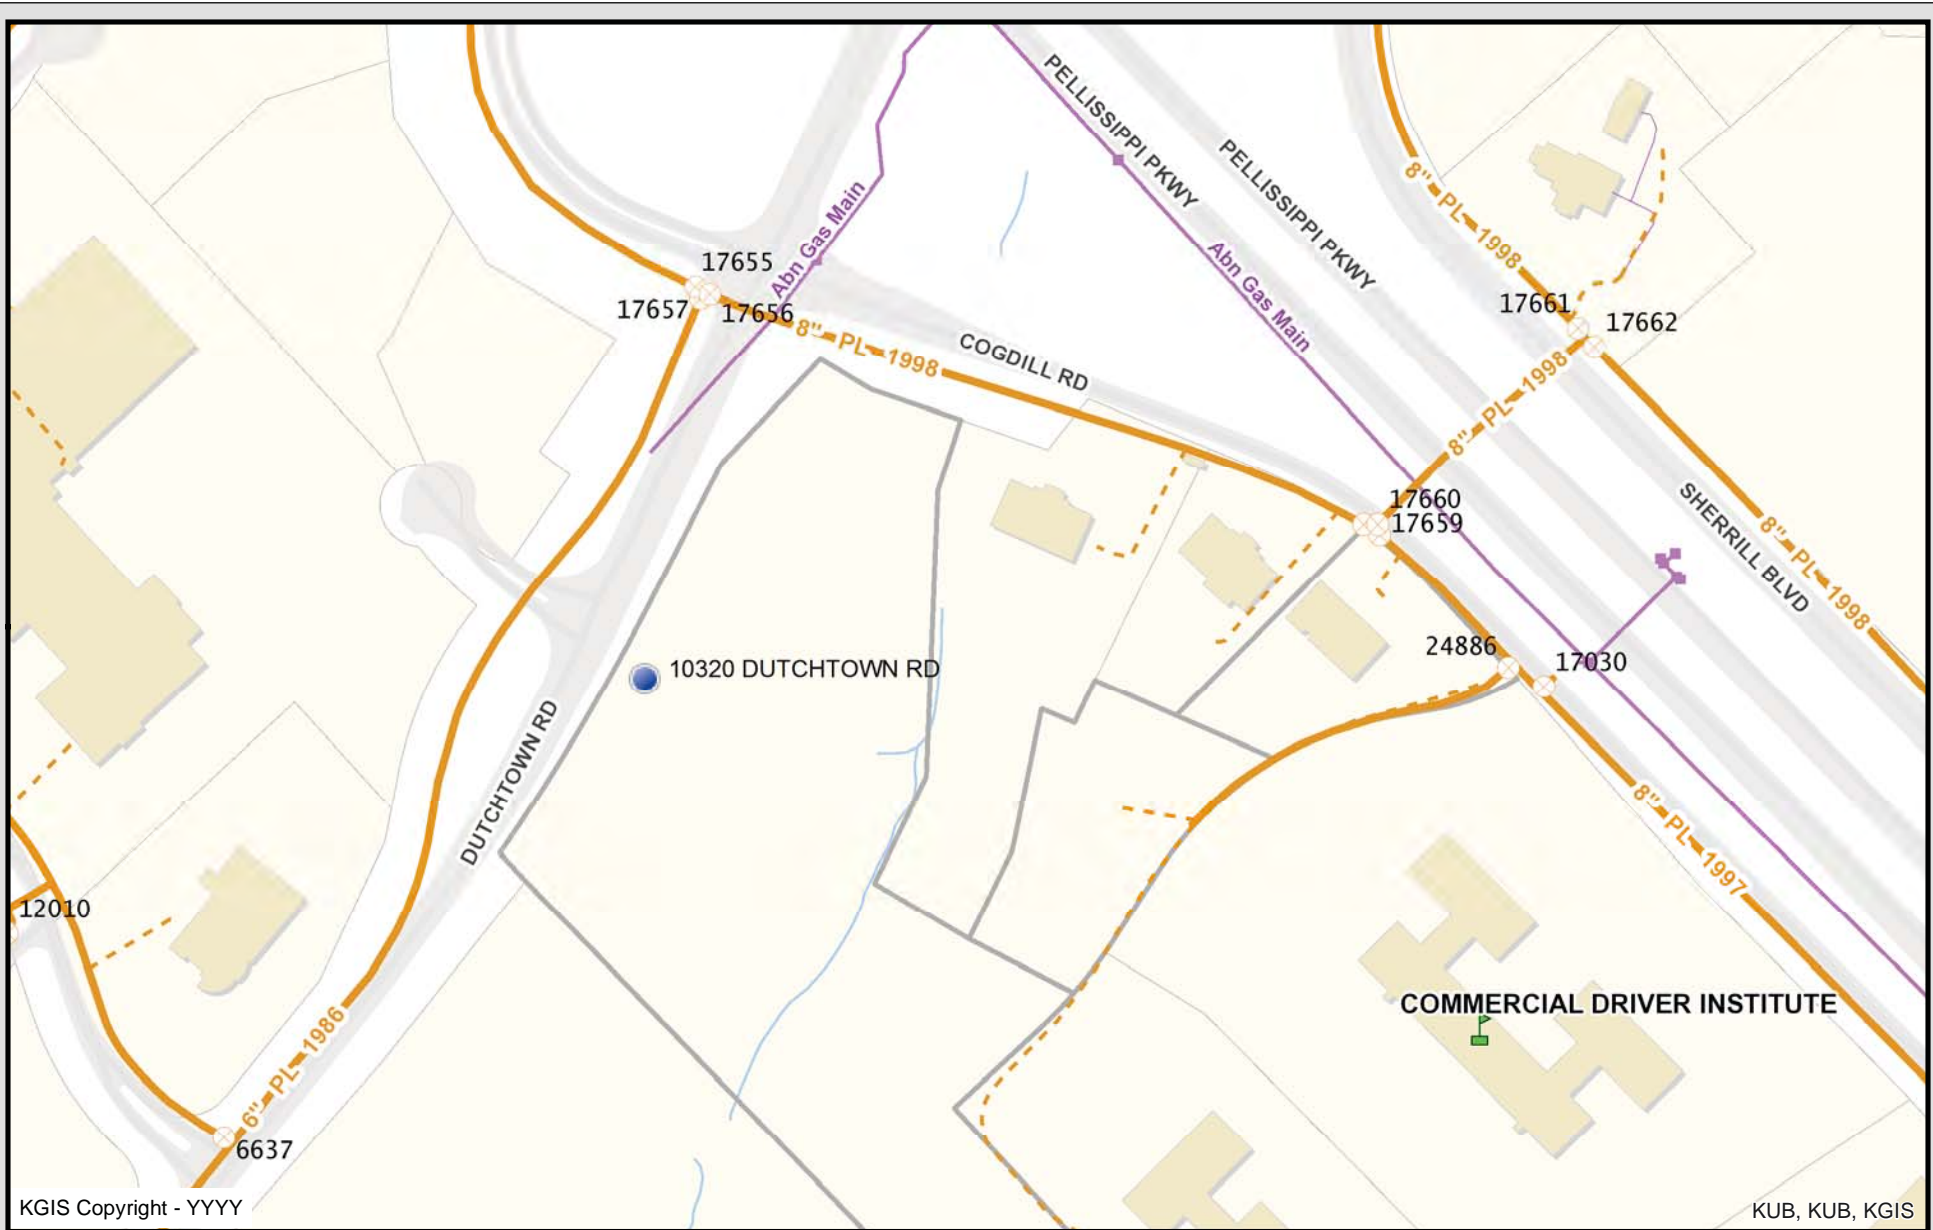 PELLISSIPPI PKWY
PELLISSIPPI PKWY
8" PL - 1998
Abn Gas Main
Abn Gas Main
17655
17657
17656
8" PL - 1998
COGDILL RD
17661
17662
8" PL - 1998
17660
17659
SHERRILL BLVD
8" PL - 1998
24886
17030
10320 DUTCHTOWN RD
DUTCHTOWN RD
8" PL - 1997
12010
COMMERCIAL DRIVER INSTITUTE
6" PL - 1986
6637
KGIS Copyright - YYYY
KUB, KUB, KGIS